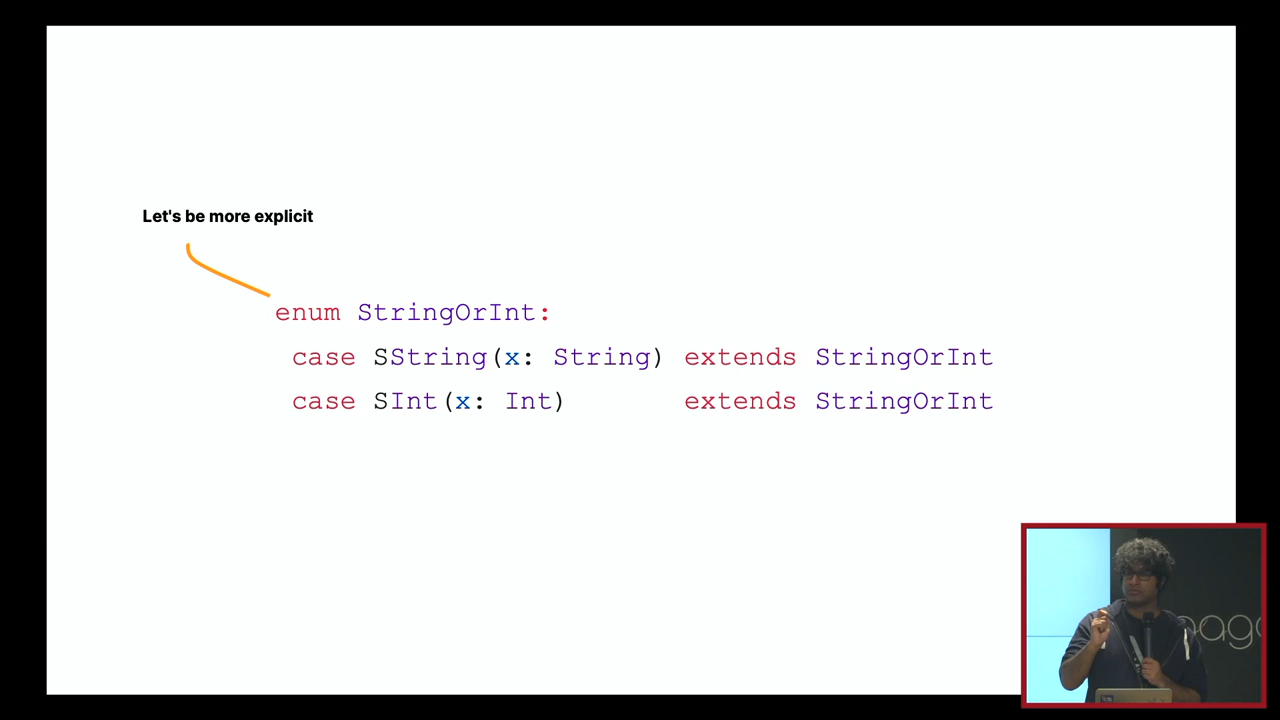 Let's be more explicit
enum StringOrInt:
case SString(x: String) extends StringOrInt
case SInt(x: Int) extends StringOrInt